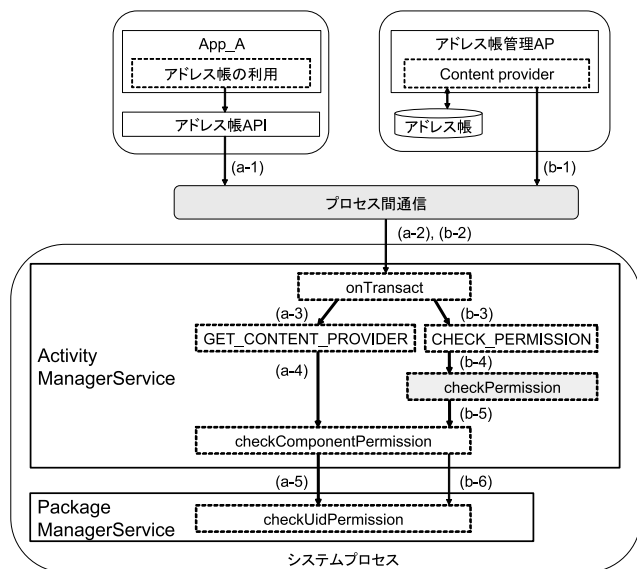 App_A
アドレス帳の利用
アドレス帳API
アドレス帳管理AP
Content provider
アドレス帳
(a-1)
(b-1)
プロセス間通信
(a-2), (b-2)
onTransact
(a-3)
(b-3)
GET_CONTENT_PROVIDER
CHECK_PERMISSION
(a-4)
(b-4)
Activity
ManagerService
checkPermission
(b-5)
checkComponentPermission
(a-5)
(b-6)
Package
ManagerService
checkUidPermission
システムプロセス